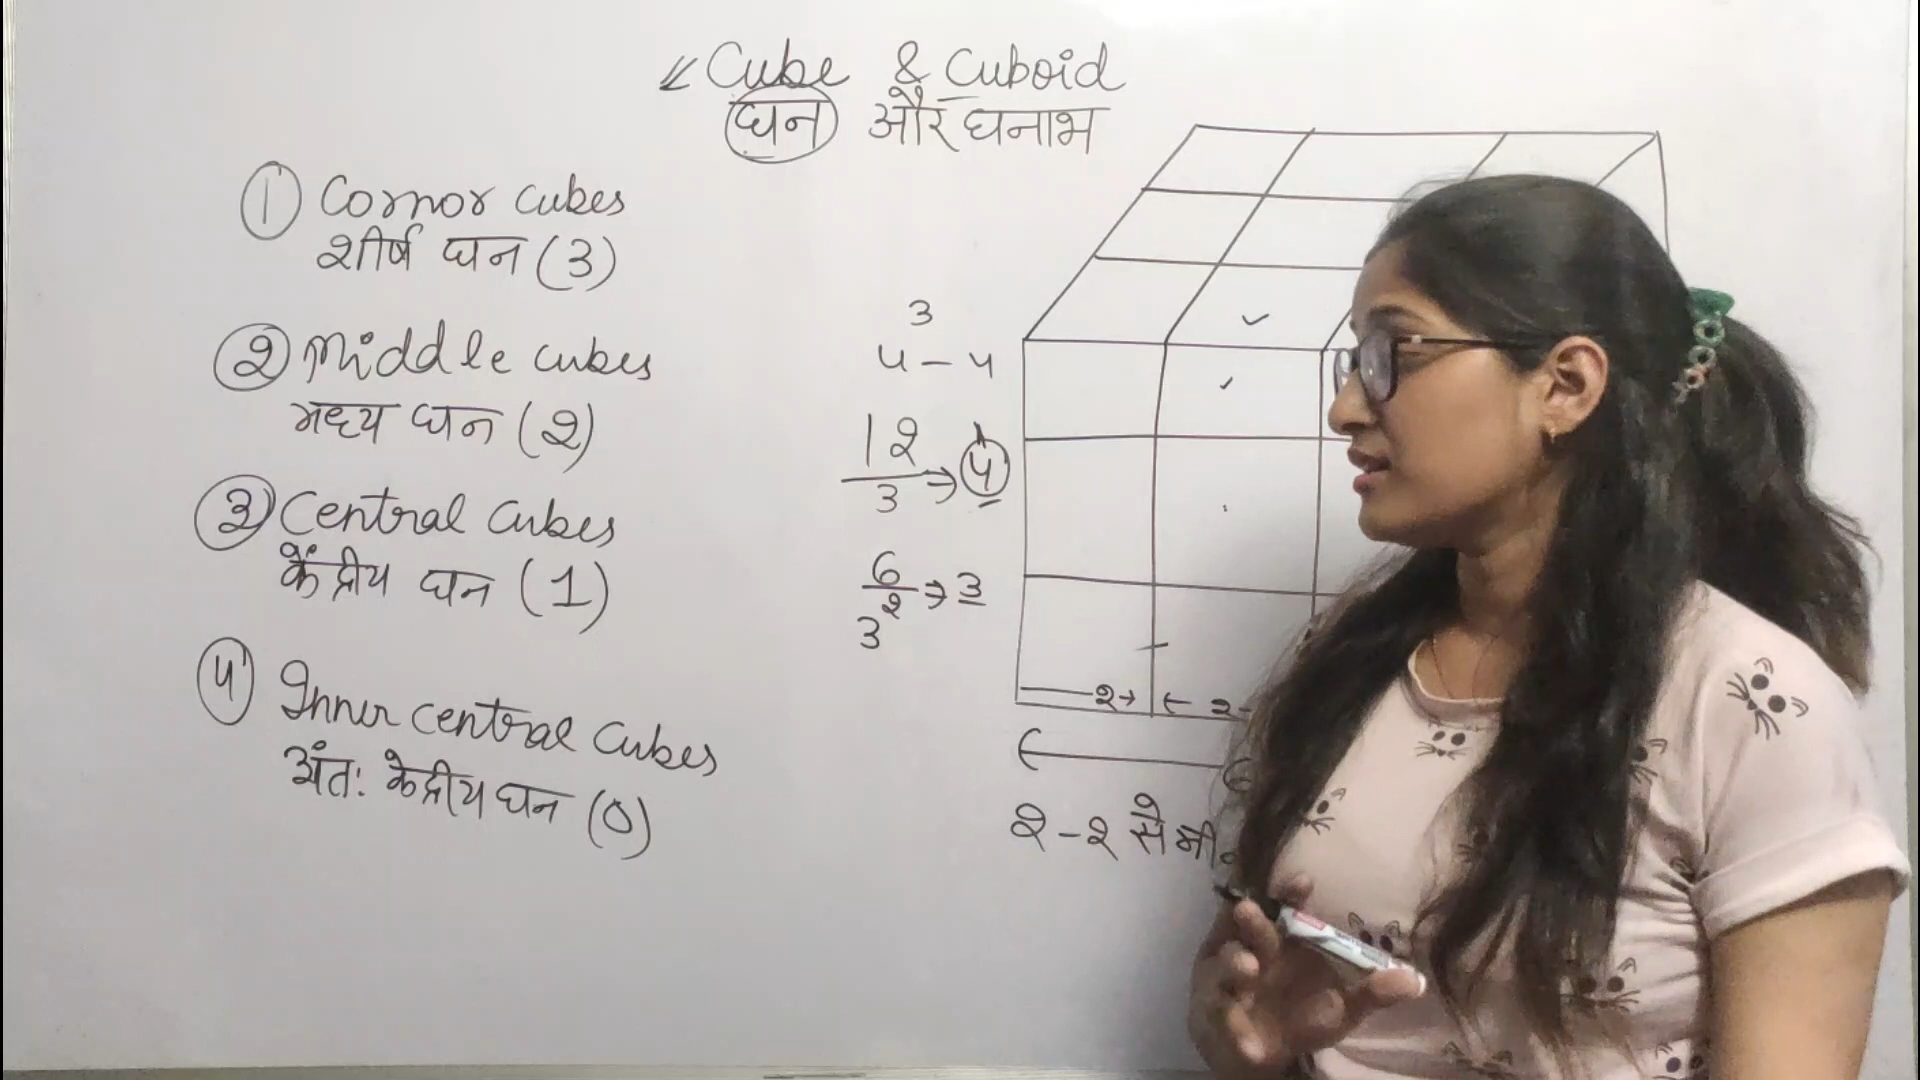 Cube & Cuboid
घन और घनाभ
1 Cornor cubes
शीर्ष घन (3)
2 Middle cubes
मध्य घन (2)
3 Central cubes
केंद्रीय घन (1)
4 Inner central cubes
अंतः केंद्रीय घन (0)
3
4 - 4
12
3 → 4
6
2 → 3
3
2 2
6
2-2 सेमी